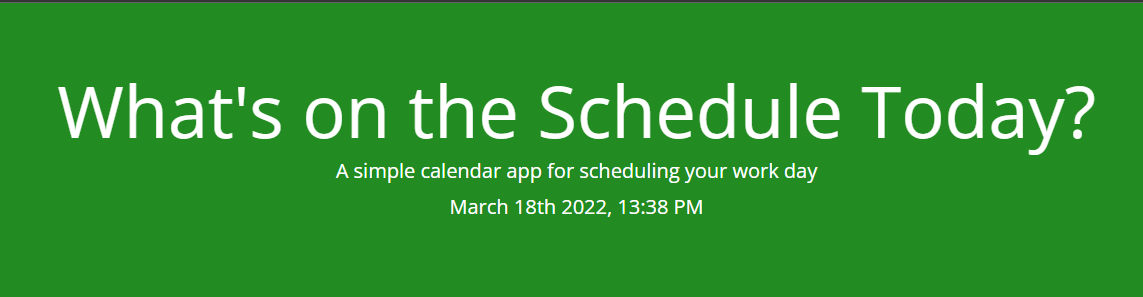 What's on the Schedule Today?
A simple calendar app for scheduling your work day
March 18th 2022, 13:38 PM